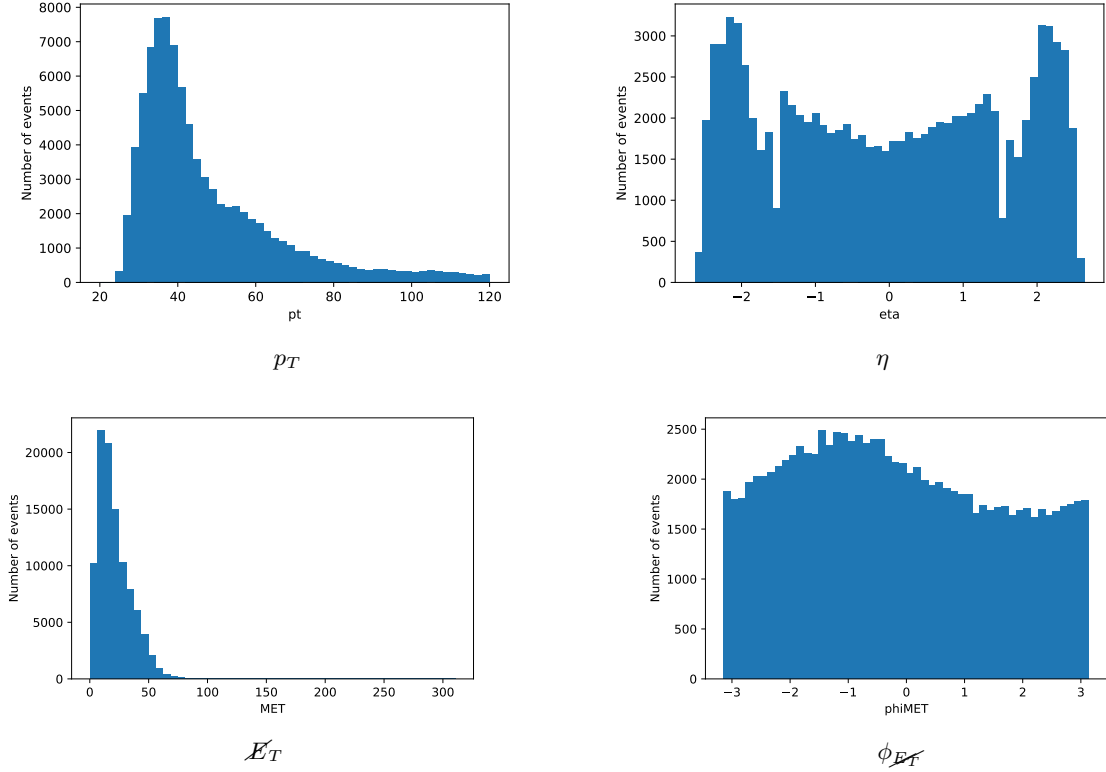 Number of events
8000
7000
6000
5000
4000
3000
2000
1000
0
20 40 60 80 100 120
pt
p_T
Number of events
3000
2500
2000
1500
1000
500
0
−2 −1 0 1 2
eta
η
Number of events
20000
15000
10000
5000
0
0 50 100 150 200 250 300
MET
E̸_T
Number of events
2500
2000
1500
1000
500
0
−3 −2 −1 0 1 2 3
phiMET
ϕ_E̸_T